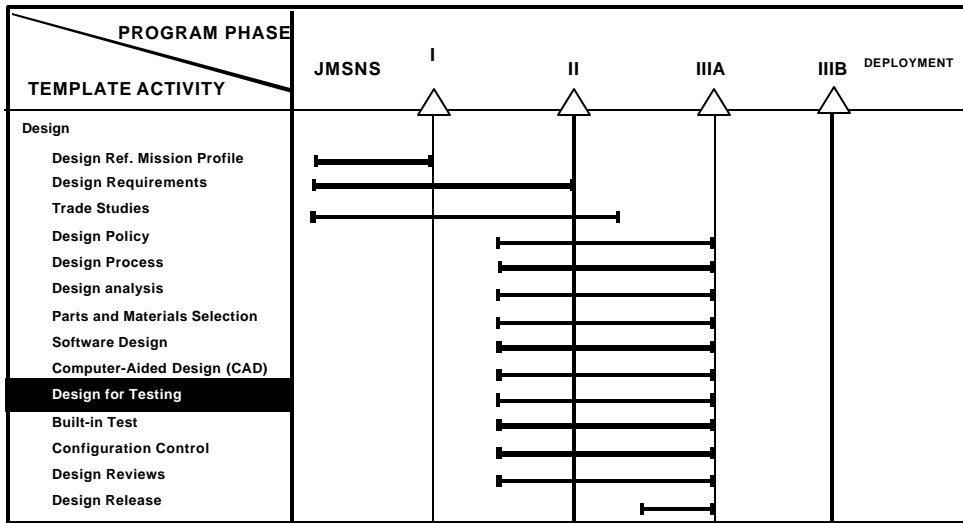 PROGRAM PHASE
TEMPLATE ACTIVITY
JMSNS
I
II
IIIA
IIIB
DEPLOYMENT
Design
Design Ref. Mission Profile
Design Requirements
Trade Studies
Design Policy
Design Process
Design analysis
Parts and Materials Selection
Software Design
Computer-Aided Design (CAD)
Design for Testing
Built-in Test
Configuration Control
Design Reviews
Design Release